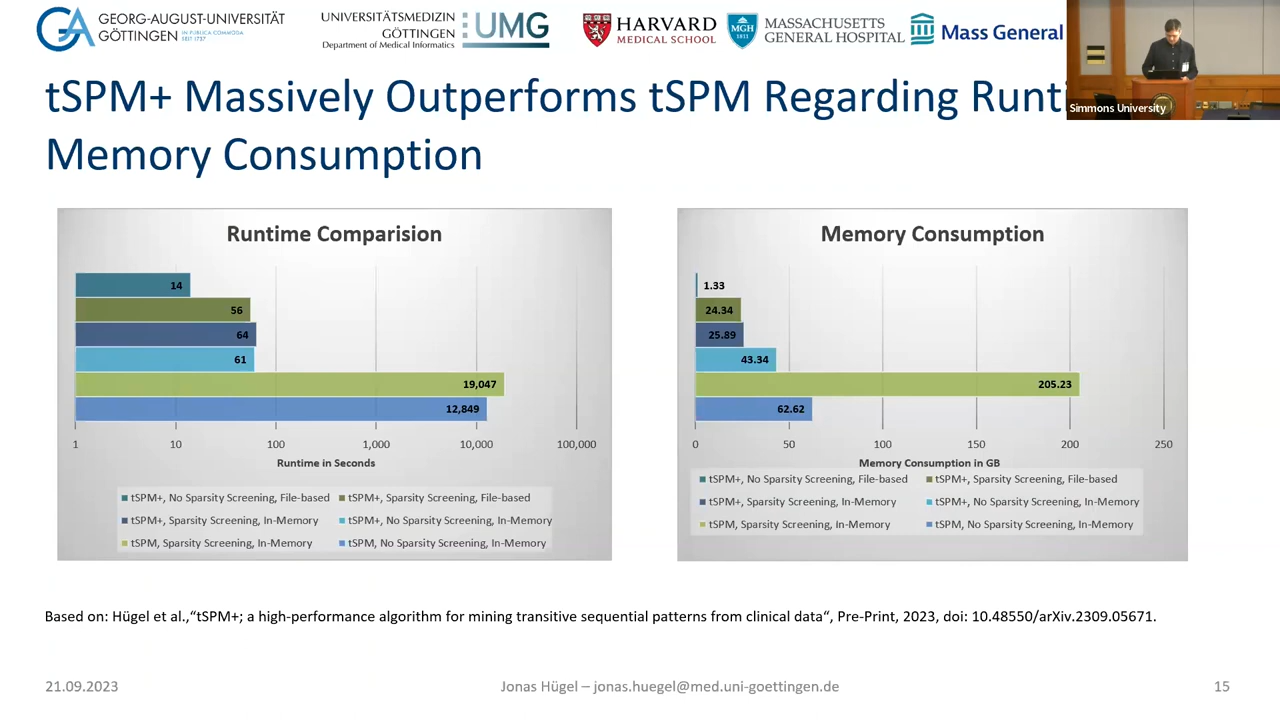 GEORG-AUGUST-UNIVERSITÄT
GÖTTINGEN IN PUBLICA COMMODA
SEIT 1737
UNIVERSITÄTSMEDIZIN
GÖTTINGEN
Department of Medical Informatics
UMG
HARVARD
MEDICAL SCHOOL
MGH
1811
MASSACHUSETTS
GENERAL HOSPITAL
Mass General
Simmons University
tSPM+ Massively Outperforms tSPM Regarding Runt
Memory Consumption
Runtime Comparision
14
56
64
61
19,047
12,849
1 10 100 1,000 10,000 100,000
Runtime in Seconds
tSPM+, No Sparsity Screening, File-based tSPM+, Sparsity Screening, File-based
tSPM+, Sparsity Screening, In-Memory tSPM+, No Sparsity Screening, In-Memory
tSPM, Sparsity Screening, In-Memory tSPM, No Sparsity Screening, In-Memory
Memory Consumption
1.33
24.34
25.89
43.34
205.23
62.62
0 50 100 150 200 250
Memory Consumption in GB
tSPM+, No Sparsity Screening, File-based tSPM+, Sparsity Screening, File-based
tSPM+, Sparsity Screening, In-Memory tSPM+, No Sparsity Screening, In-Memory
tSPM, Sparsity Screening, In-Memory tSPM, No Sparsity Screening, In-Memory
Based on: Hügel et al.,“tSPM+; a high-performance algorithm for mining transitive sequential patterns from clinical data“, Pre-Print, 2023, doi: 10.48550/arXiv.2309.05671.
21.09.2023 Jonas Hügel – jonas.huegel@med.uni-goettingen.de 15